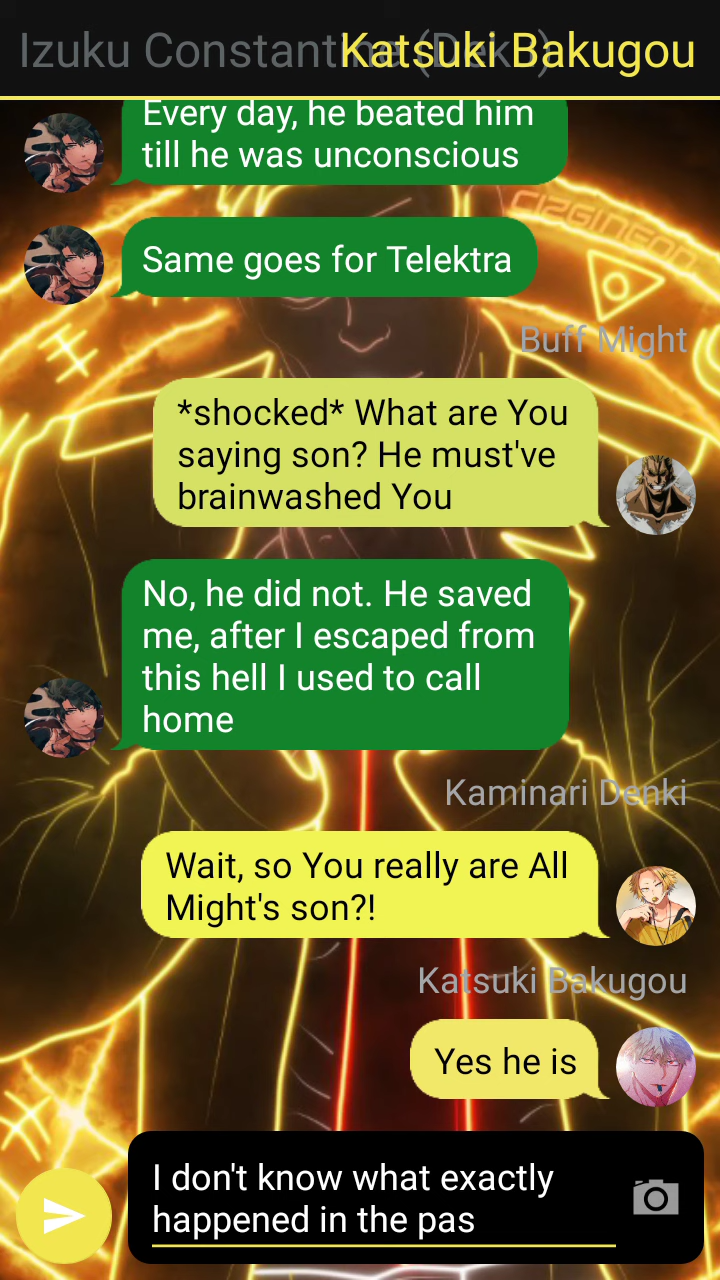 Izuku Constantine (Deku)
Katsuki Bakugou
Every day, he beated him
till he was unconscious
Same goes for Telektra
Buff Might
*shocked* What are You
saying son? He must've
brainwashed You
No, he did not. He saved
me, after I escaped from
this hell I used to call
home
Kaminari Denki
Wait, so You really are All
Might's son?!
Katsuki Bakugou
Yes he is
I don't know what exactly
happened in the pas